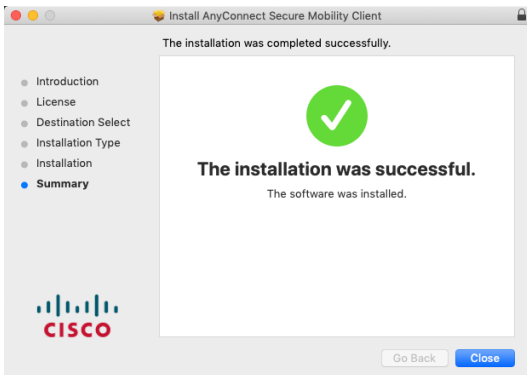 Install AnyConnect Secure Mobility Client
The installation was completed successfully.
Introduction
License
Destination Select
Installation Type
Installation
Summary
The installation was successful.
The software was installed.
CISCO
Go Back
Close